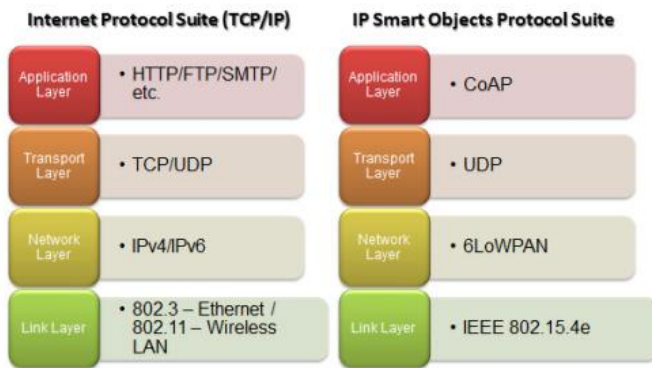 Internet Protocol Suite (TCP/IP)
Application
Layer
• HTTP/FTP/SMTP/
etc.
Transport
Layer
• TCP/UDP
Network
Layer
• IPv4/IPv6
Link Layer
• 802.3 – Ethernet /
802.11 – Wireless
LAN
IP Smart Objects Protocol Suite
Application
Layer
• CoAP
Transport
Layer
• UDP
Network
Layer
• 6LoWPAN
Link Layer
• IEEE 802.15.4e